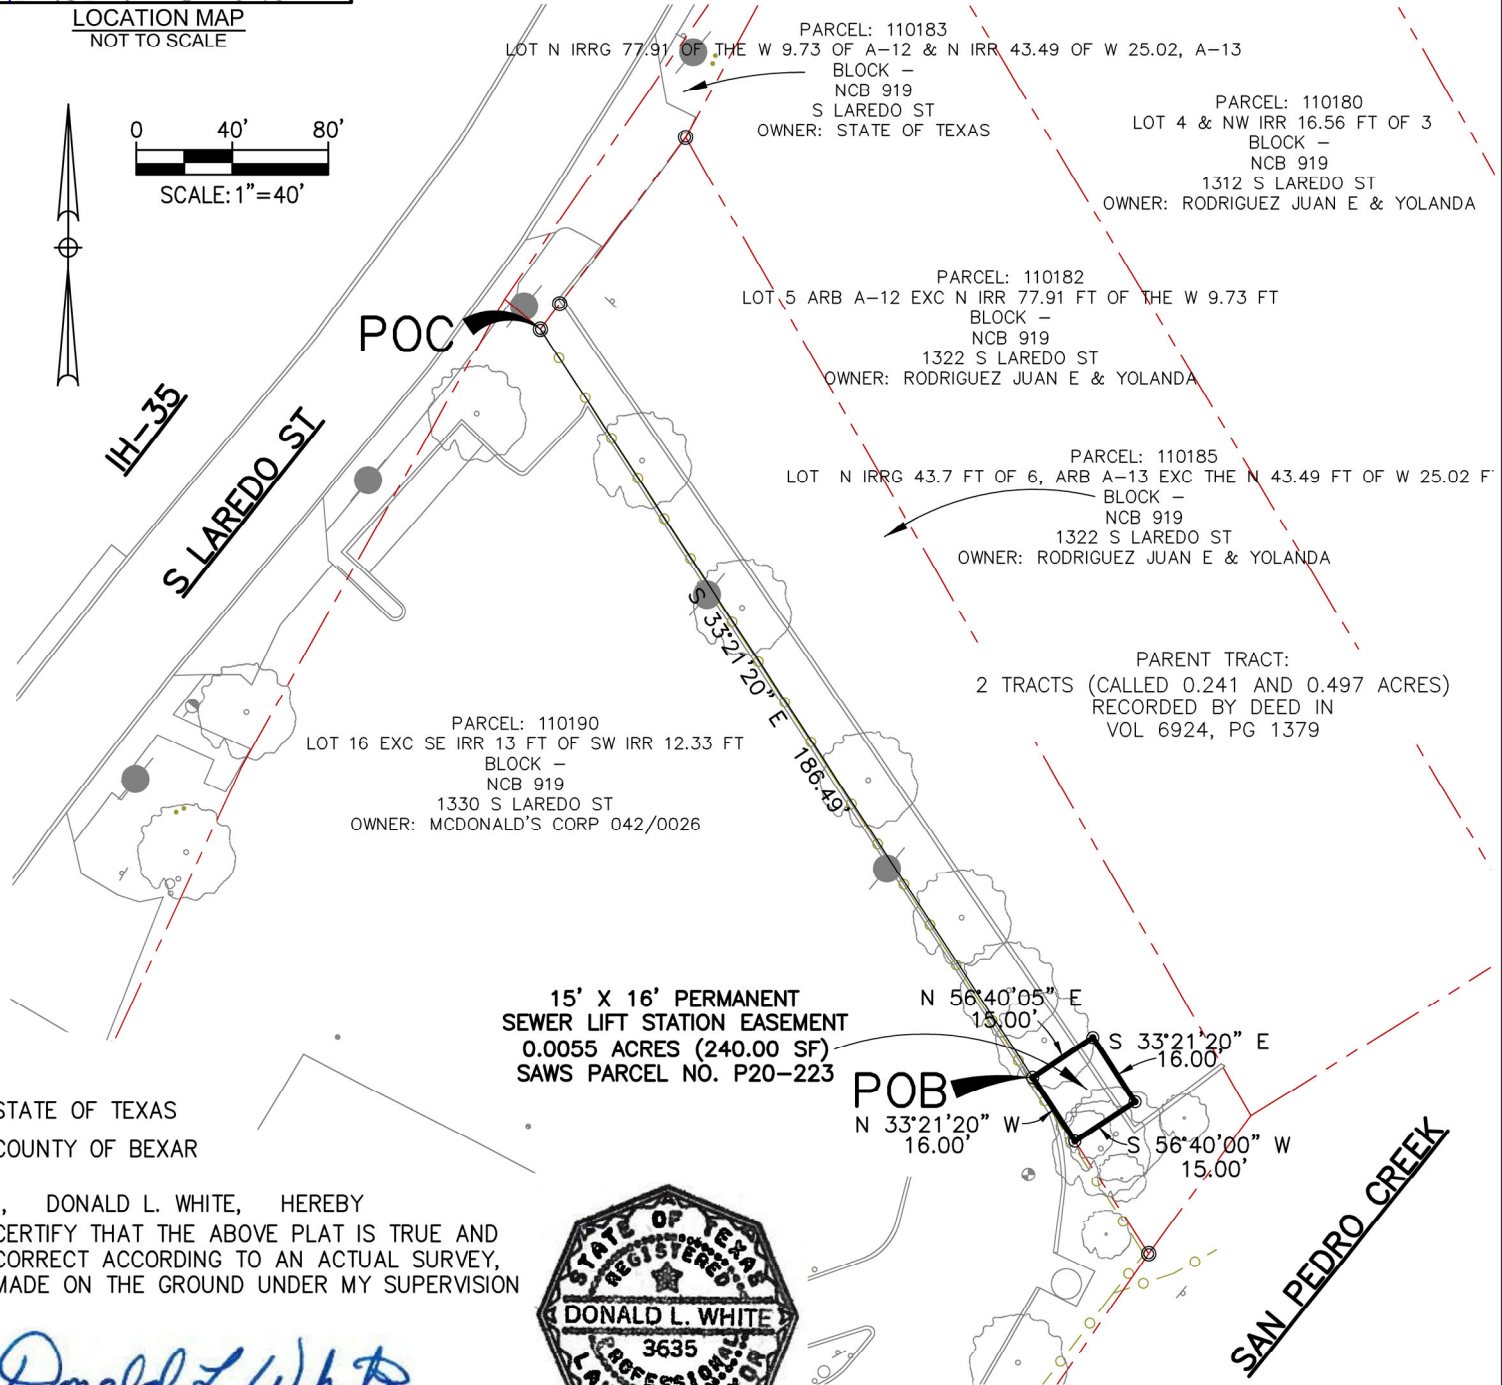 LOCATION MAP
NOT TO SCALE
0 40' 80'
SCALE: 1"=40'
PARCEL: 110183
LOT N IRRG 77.91 OF THE W 9.73 OF A-12 & N IRR 43.49 OF W 25.02, A-13
BLOCK -
NCB 919
S LAREDO ST
OWNER: STATE OF TEXAS
PARCEL: 110180
LOT 4 & NW IRR 16.56 FT OF 3
BLOCK -
NCB 919
1312 S LAREDO ST
OWNER: RODRIGUEZ JUAN E & YOLANDA
PARCEL: 110182
LOT 5 ARB A-12 EXC N IRR 77.91 FT OF THE W 9.73 FT
BLOCK -
NCB 919
1322 S LAREDO ST
OWNER: RODRIGUEZ JUAN E & YOLANDA
POC
IH-35
S LAREDO ST
PARCEL: 110185
LOT N IRRG 43.7 FT OF 6, ARB A-13 EXC THE N 43.49 FT OF W 25.02 F
BLOCK -
NCB 919
1322 S LAREDO ST
OWNER: RODRIGUEZ JUAN E & YOLANDA
S 33°21'20" E 186.49'
PARENT TRACT:
2 TRACTS (CALLED 0.241 AND 0.497 ACRES)
RECORDED BY DEED IN
VOL 6924, PG 1379
PARCEL: 110190
LOT 16 EXC SE IRR 13 FT OF SW IRR 12.33 FT
BLOCK -
NCB 919
1330 S LAREDO ST
OWNER: MCDONALD'S CORP 042/0026
15' X 16' PERMANENT
SEWER LIFT STATION EASEMENT
0.0055 ACRES (240.00 SF)
SAWS PARCEL NO. P20-223
N 56°40'05" E
15.00'
S 33°21'20" E
16.00'
POB
N 33°21'20" W
16.00'
S 56°40'00" W
15.00'
SAN PEDRO CREEK
STATE OF TEXAS
COUNTY OF BEXAR
, DONALD L. WHITE, HEREBY
CERTIFY THAT THE ABOVE PLAT IS TRUE AND
CORRECT ACCORDING TO AN ACTUAL SURVEY,
MADE ON THE GROUND UNDER MY SUPERVISION
Donald L White
STATE OF TEXAS
REGISTERED
DONALD L. WHITE
3635
PROFESSIONAL